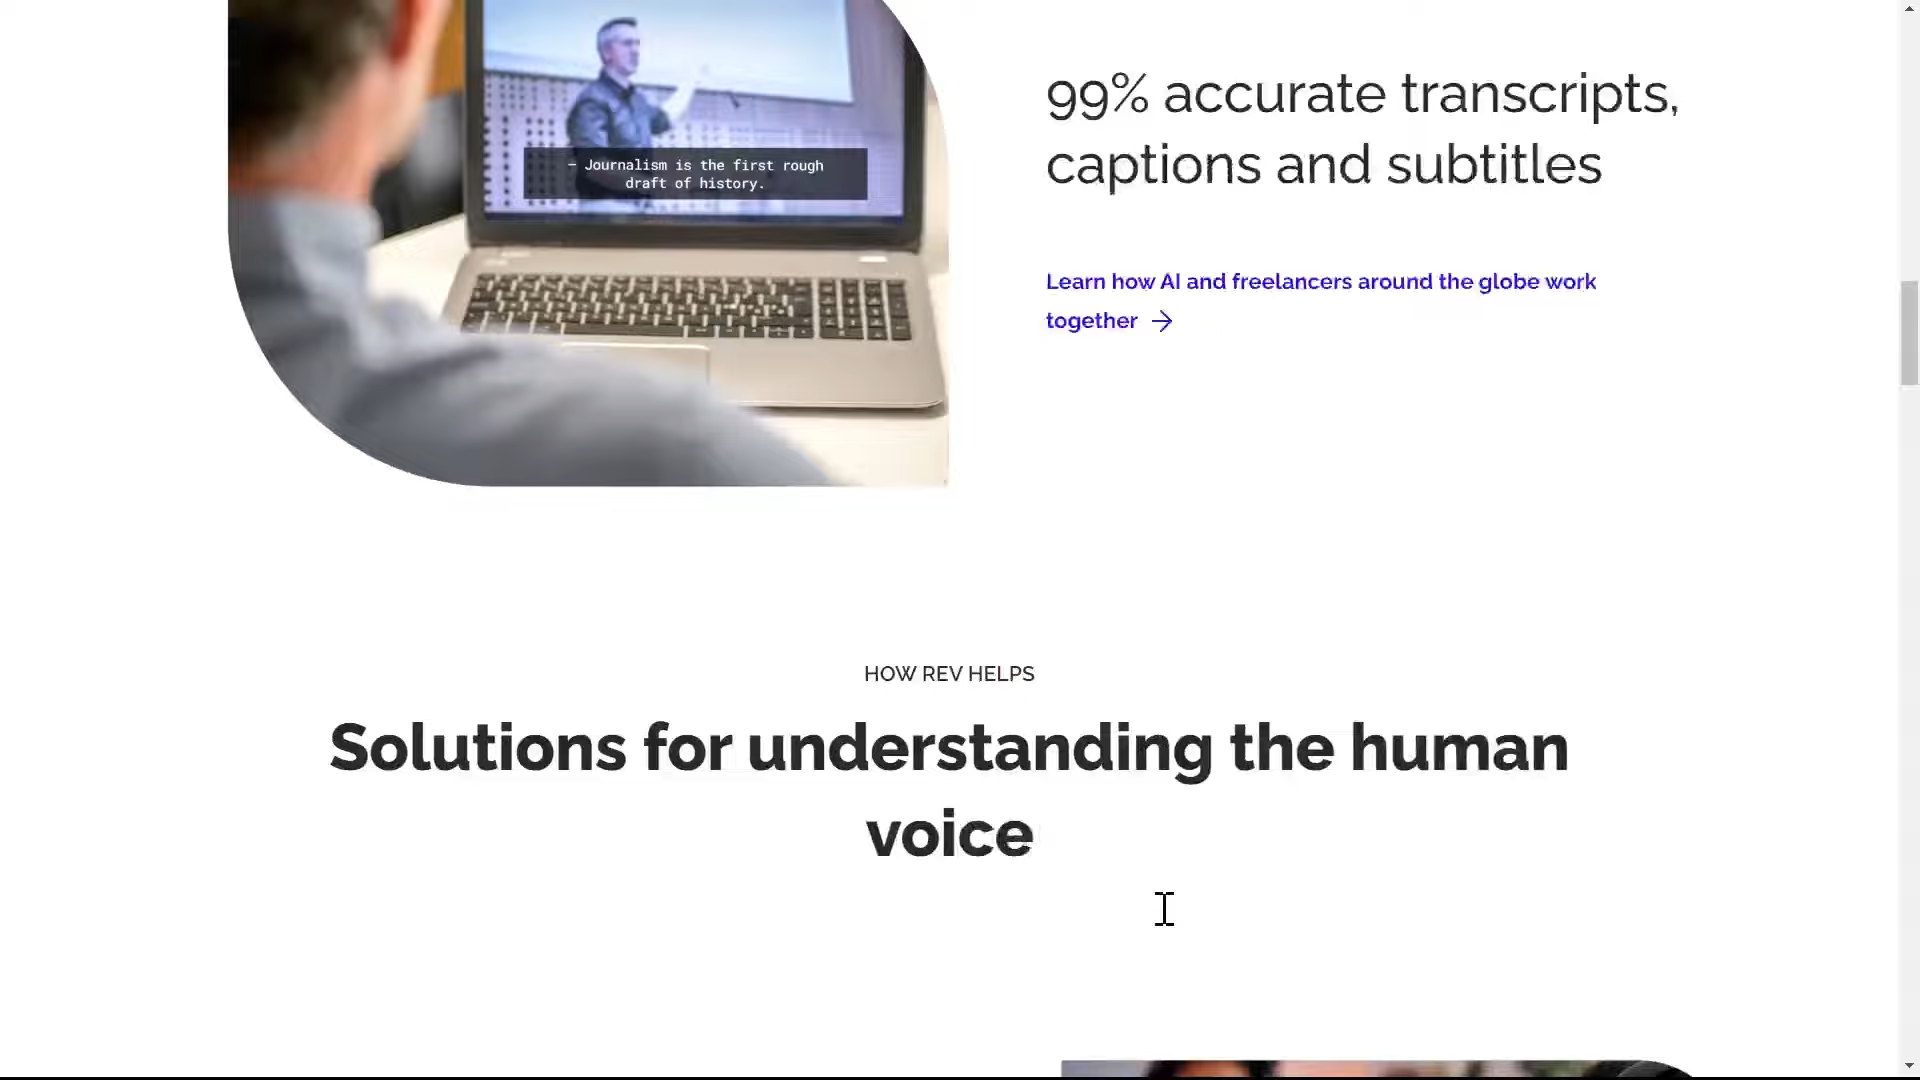 — Journalism is the first rough
draft of history.
99% accurate transcripts,
captions and subtitles
Learn how AI and freelancers around the globe work
together →
HOW REV HELPS
Solutions for understanding the human
voice